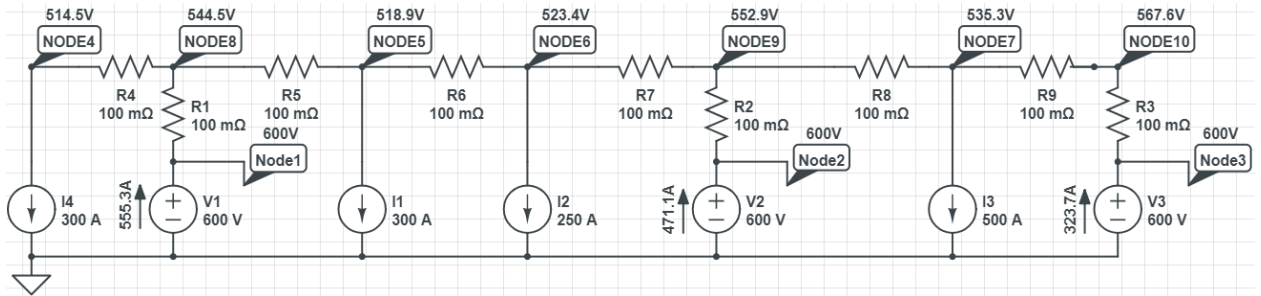 514.5V
544.5V
518.9V
523.4V
552.9V
535.3V
567.6V
NODE4
NODE8
NODE5
NODE6
NODE9
NODE7
NODE10
R4
100 mΩ
R1
100 mΩ
R5
100 mΩ
R6
100 mΩ
R7
100 mΩ
R2
100 mΩ
R8
100 mΩ
R9
100 mΩ
R3
100 mΩ
600V
Node1
600V
Node2
600V
Node3
I4
300 A
555.3A
+
−
V1
600 V
I1
300 A
I2
250 A
471.1A
+
−
V2
600 V
I3
500 A
323.7A
+
−
V3
600 V